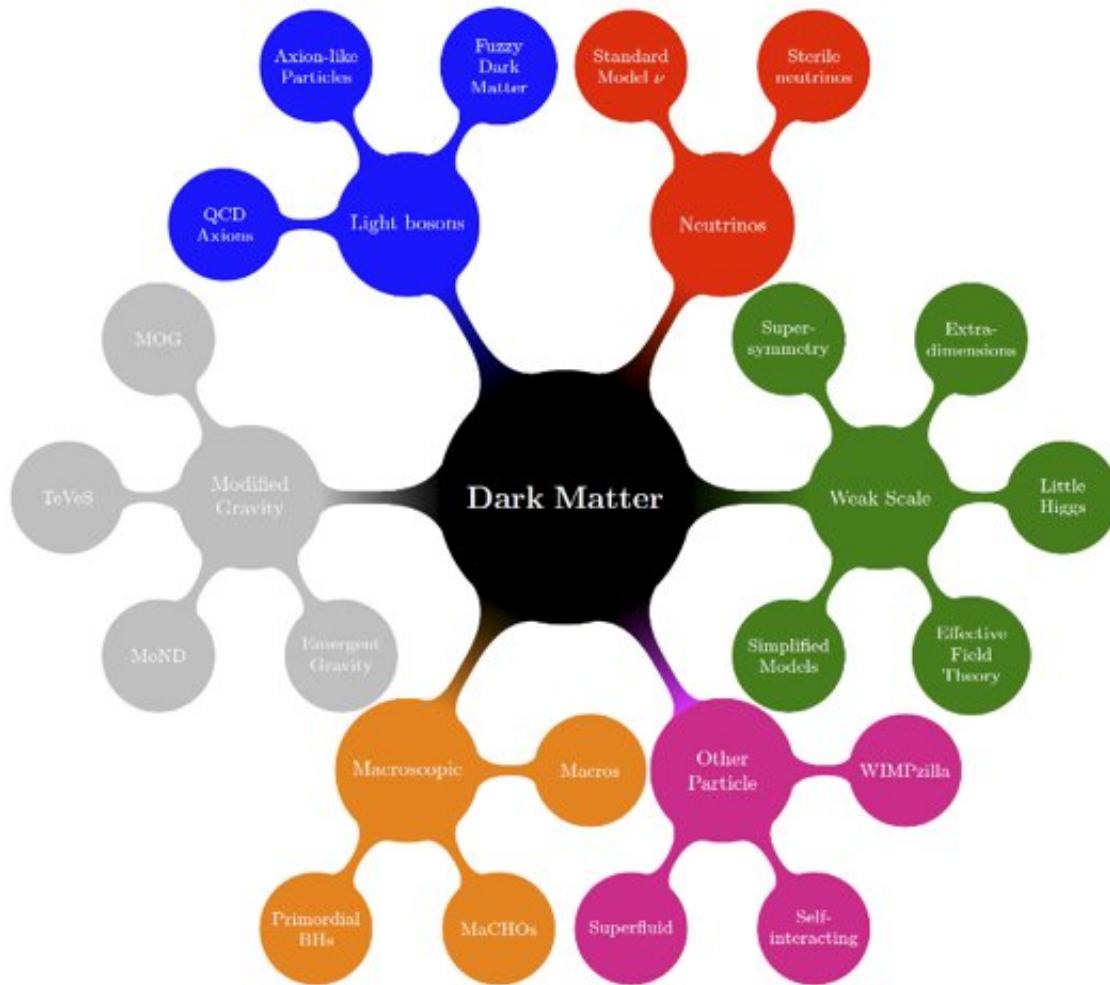 Axion-like
Particles
Fuzzy
Dark
Matter
Standard
Model ν
Sterile
neutrinos
QCD
Axions
Light bosons
Neutrinos
MOG
Super-
symmetry
Extra-
dimensions
TeVeS
Modified
Gravity
Dark Matter
Weak Scale
Little
Higgs
MoND
Emergent
Gravity
Simplified
Models
Effective
Field
Theory
Macroscopic
Macros
Other
Particle
WIMPzilla
Primordial
BHs
MaCHOs
Superfluid
Self-
interacting